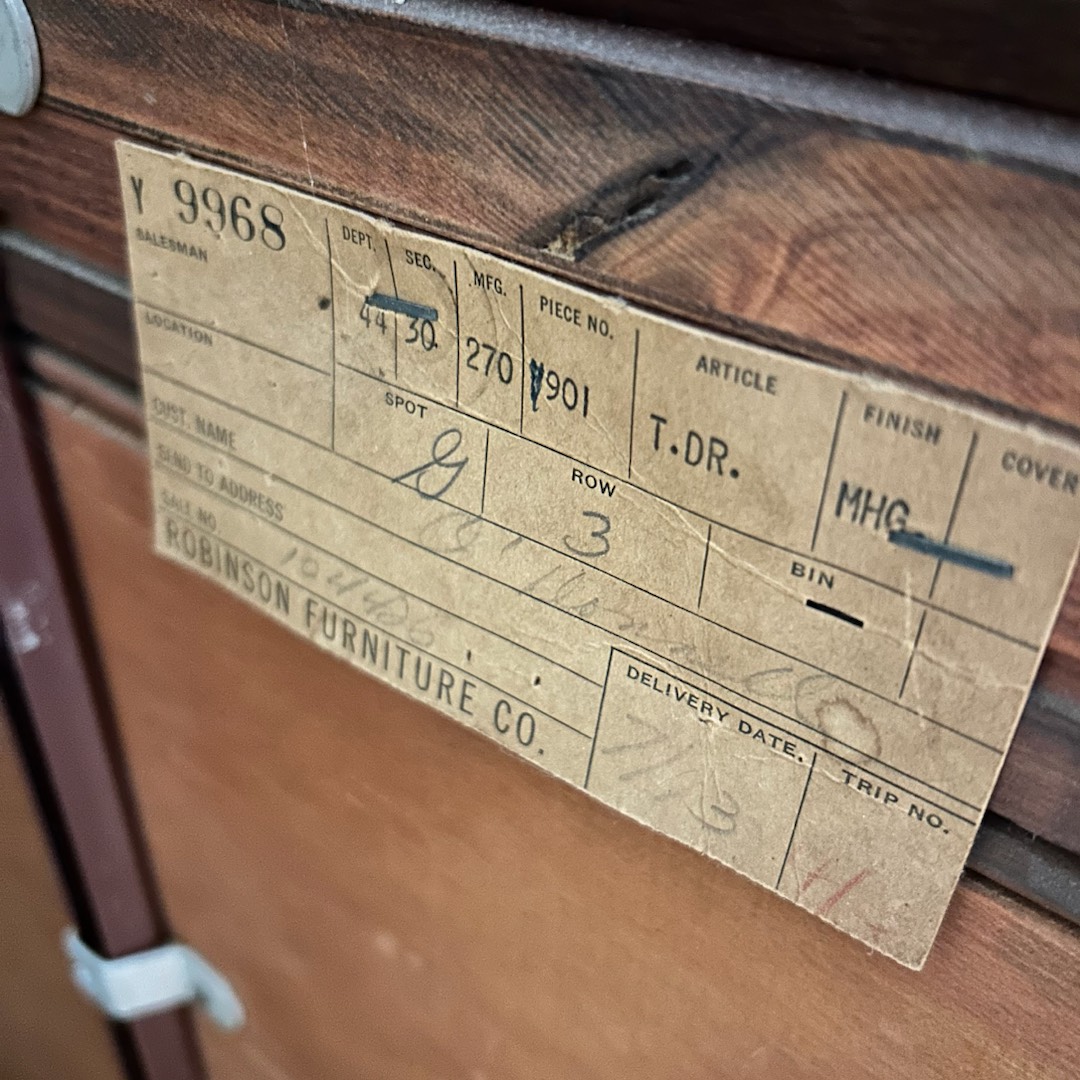 Y 9968
SALESMAN
DEPT. SEC. MFG. PIECE NO. ARTICLE FINISH COVER
44 30 270 901 T.DR. MHG
LOCATION
SPOT ROW BIN
G 3 -
CUST. NAME
SEND TO ADDRESS
SALE NO.
ROBINSON FURNITURE CO.
DELIVERY DATE. TRIP NO.